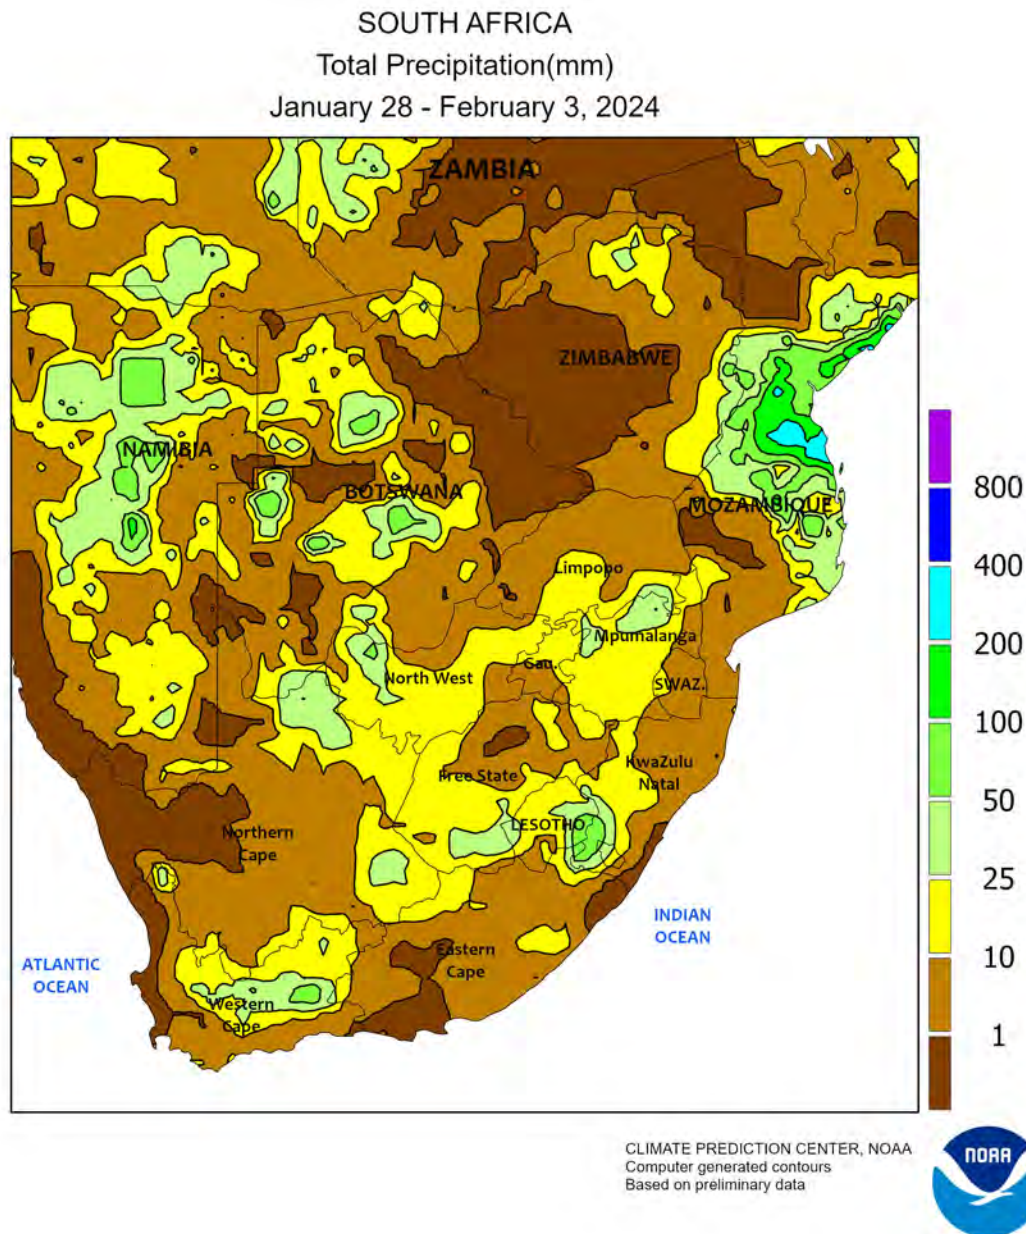 SOUTH AFRICA
Total Precipitation(mm)
January 28 - February 3, 2024
ZAMBIA
ZIMBABWE
NAMIBIA
BOTSWANA
MOZAMBIQUE
Limpopo
Mpumalanga
Gau.
North West
SWAZ.
Free State
KwaZulu
Natal
LESOTHO
Northern
Cape
INDIAN
OCEAN
Eastern
Cape
ATLANTIC
OCEAN
Western
Cape
800
400
200
100
50
25
10
1
CLIMATE PREDICTION CENTER, NOAA
Computer generated contours
Based on preliminary data
NOAA